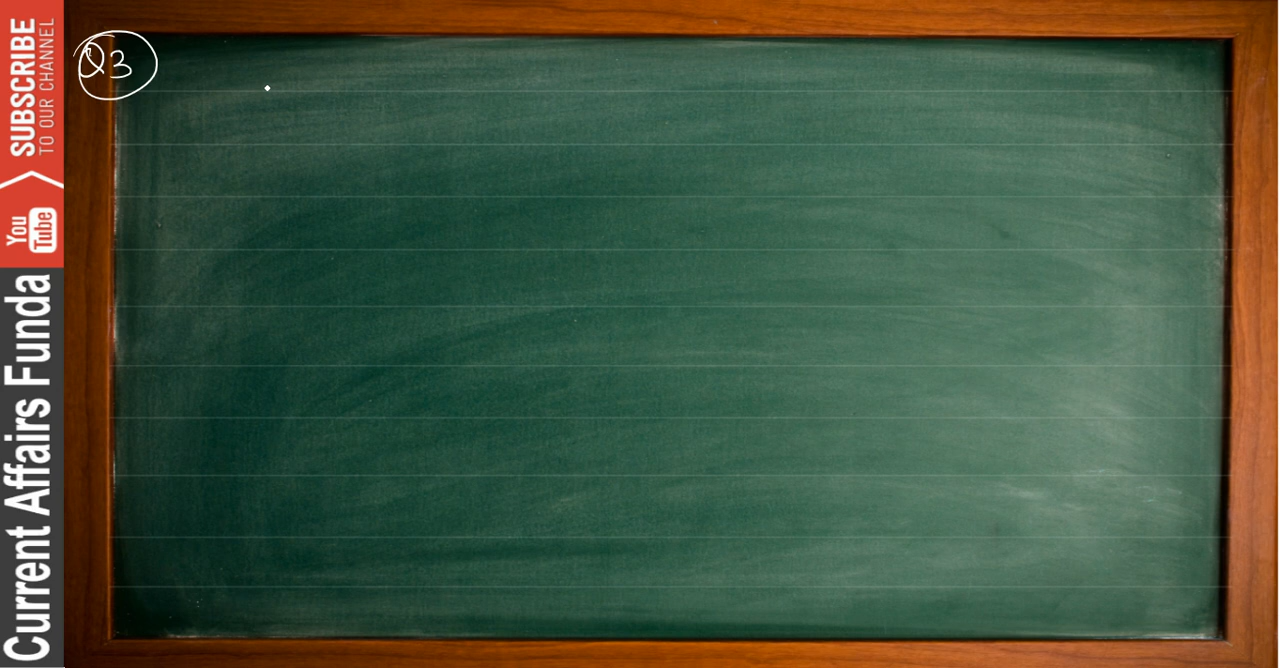 SUBSCRIBE
TO OUR CHANNEL
You
Tube
Current Affairs Funda
Q3